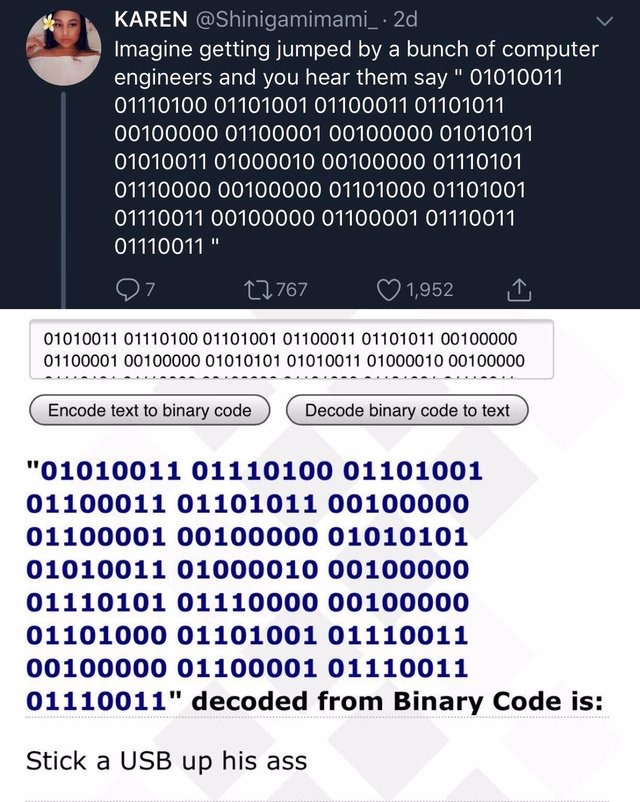 KAREN @Shinigamimami_ · 2d
Imagine getting jumped by a bunch of computer
engineers and you hear them say " 01010011
01110100 01101001 01100011 01101011
00100000 01100001 00100000 01010101
01010011 01000010 00100000 01110101
01110000 00100000 01101000 01101001
01110011 00100000 01100001 01110011
01110011 "
7 767 1,952
01010011 01110100 01101001 01100011 01101011 00100000
01100001 00100000 01010101 01010011 01000010 00100000
Encode text to binary code Decode binary code to text
"01010011 01110100 01101001
01100011 01101011 00100000
01100001 00100000 01010101
01010011 01000010 00100000
01110101 01110000 00100000
01101000 01101001 01110011
00100000 01100001 01110011
01110011" decoded from Binary Code is:
Stick a USB up his ass